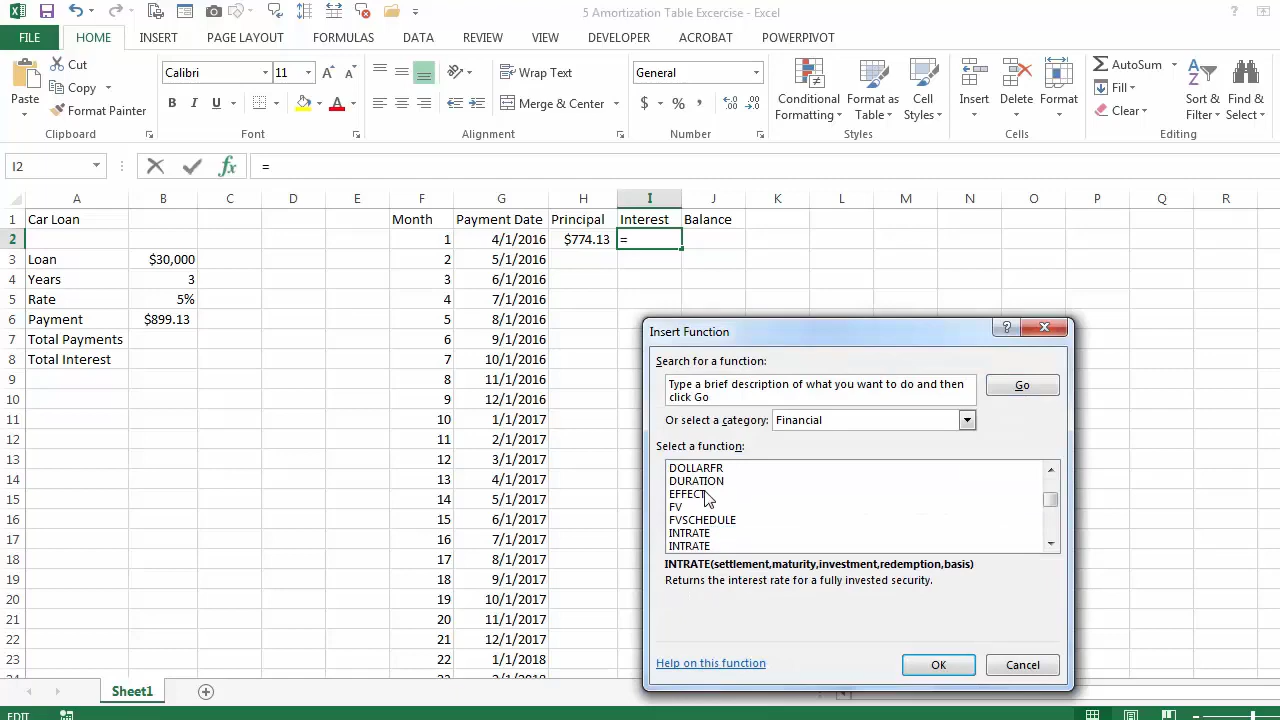 5 Amortization Table Excercise - Excel
FILE HOME INSERT PAGE LAYOUT FORMULAS DATA REVIEW VIEW DEVELOPER ACROBAT POWERPIVOT
Cut
Copy
Format Painter
Paste
Calibri 11
B I U
Wrap Text
Merge & Center
General
$ %
Conditional Formatting
Format as Table
Cell Styles
Insert Delete Format
AutoSum
Fill
Clear
Sort & Filter
Find & Select
Clipboard Font Alignment Number Styles Cells Editing
I2 fx =
A B C D E F G H I J K L M N O P Q R
1 Car Loan Month Payment Date Principal Interest Balance
2 1 4/1/2016 $774.13 =
3 Loan $30,000 2 5/1/2016
4 Years 3 3 6/1/2016
5 Rate 5% 4 7/1/2016
6 Payment $899.13 5 8/1/2016
7 Total Payments 6 9/1/2016
8 Total Interest 7 10/1/2016
9 8 11/1/2016
10 9 12/1/2016
11 10 1/1/2017
12 11 2/1/2017
13 12 3/1/2017
14 13 4/1/2017
15 14 5/1/2017
16 15 6/1/2017
17 16 7/1/2017
18 17 8/1/2017
19 18 9/1/2017
20 19 10/1/2017
21 20 11/1/2017
22 21 12/1/2017
23 22 1/1/2018
Insert Function
Search for a function:
Type a brief description of what you want to do and then
click Go
Go
Or select a category: Financial
Select a function:
DOLLARFR
DURATION
EFFECT
FV
FVSCHEDULE
INTRATE
INTRATE
INTRATE(settlement,maturity,investment,redemption,basis)
Returns the interest rate for a fully invested security.
Help on this function
OK
Cancel
Sheet1
EDIT